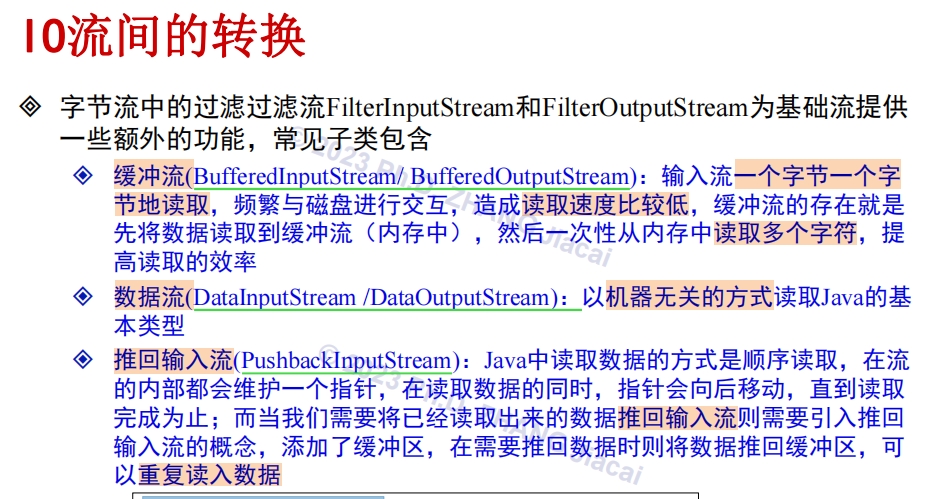 IO流间的转换
字节流中的过滤过滤流FilterInputStream和FilterOutputStream为基础流提供
一些额外的功能，常见子类包含
缓冲流(BufferedInputStream/ BufferedOutputStream)：输入流一个字节一个字
节地读取，频繁与磁盘进行交互，造成读取速度比较低，缓冲流的存在就是
先将数据读取到缓冲流（内存中），然后一次性从内存中读取多个字符，提
高读取的效率
数据流(DataInputStream /DataOutputStream)：以机器无关的方式读取Java的基
本类型
推回输入流(PushbackInputStream)：Java中读取数据的方式是顺序读取，在流
的内部都会维护一个指针，在读取数据的同时，指针会向后移动，直到读取
完成为止；而当我们需要将已经读取出来的数据推回输入流则需要引入推回
输入流的概念，添加了缓冲区，在需要推回数据时则将数据推回缓冲区，可
以重复读入数据
© 2023 Ph.D. ZHANG Jiacai
© 2023 Ph.D. ZHANG Jiacai